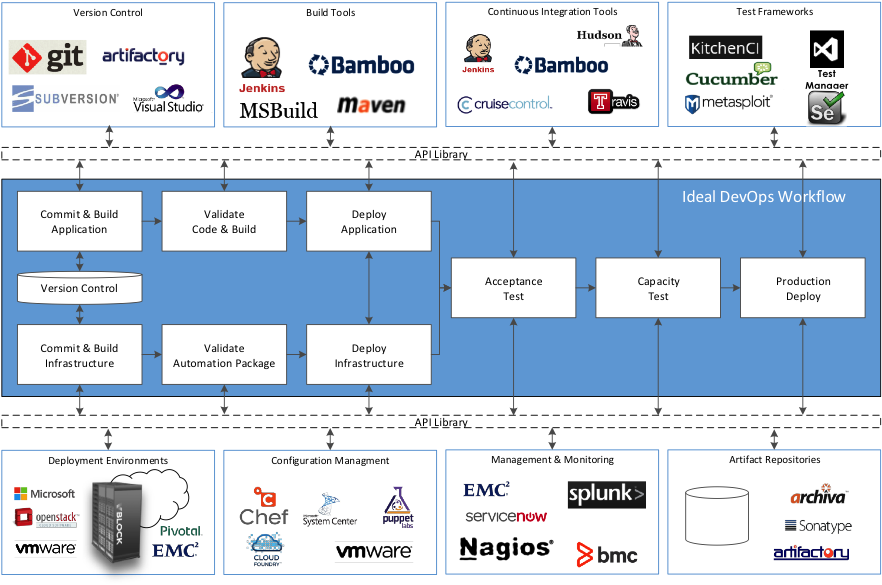 Version Control
git
artifactory
SUBVERSION
Microsoft
Visual Studio
Build Tools
Jenkins
Bamboo
MSBuild
maven
Continuous Integration Tools
Hudson
Jenkins
Bamboo
cruisecontrol
Travis
Test Frameworks
KitchenCI
Cucumber
Test
Manager
metasploit®
Se
API Library
Ideal DevOps Workflow
Commit & Build
Application
Validate
Code & Build
Deploy
Application
Version Control
Acceptance
Test
Capacity
Test
Production
Deploy
Commit & Build
Infrastructure
Validate
Automation Package
Deploy
Infrastructure
API Library
Deployment Environments
Microsoft
openstack
VBLOCK
Pivotal
vmware
EMC²
Configuration Managment
Chef
System Center
puppet
labs
CLOUD
FOUNDRY
vmware
Management & Monitoring
EMC²
splunk>
servicenow
Nagios®
bmc
Artifact Repositories
archiva
Sonatype
artifactory